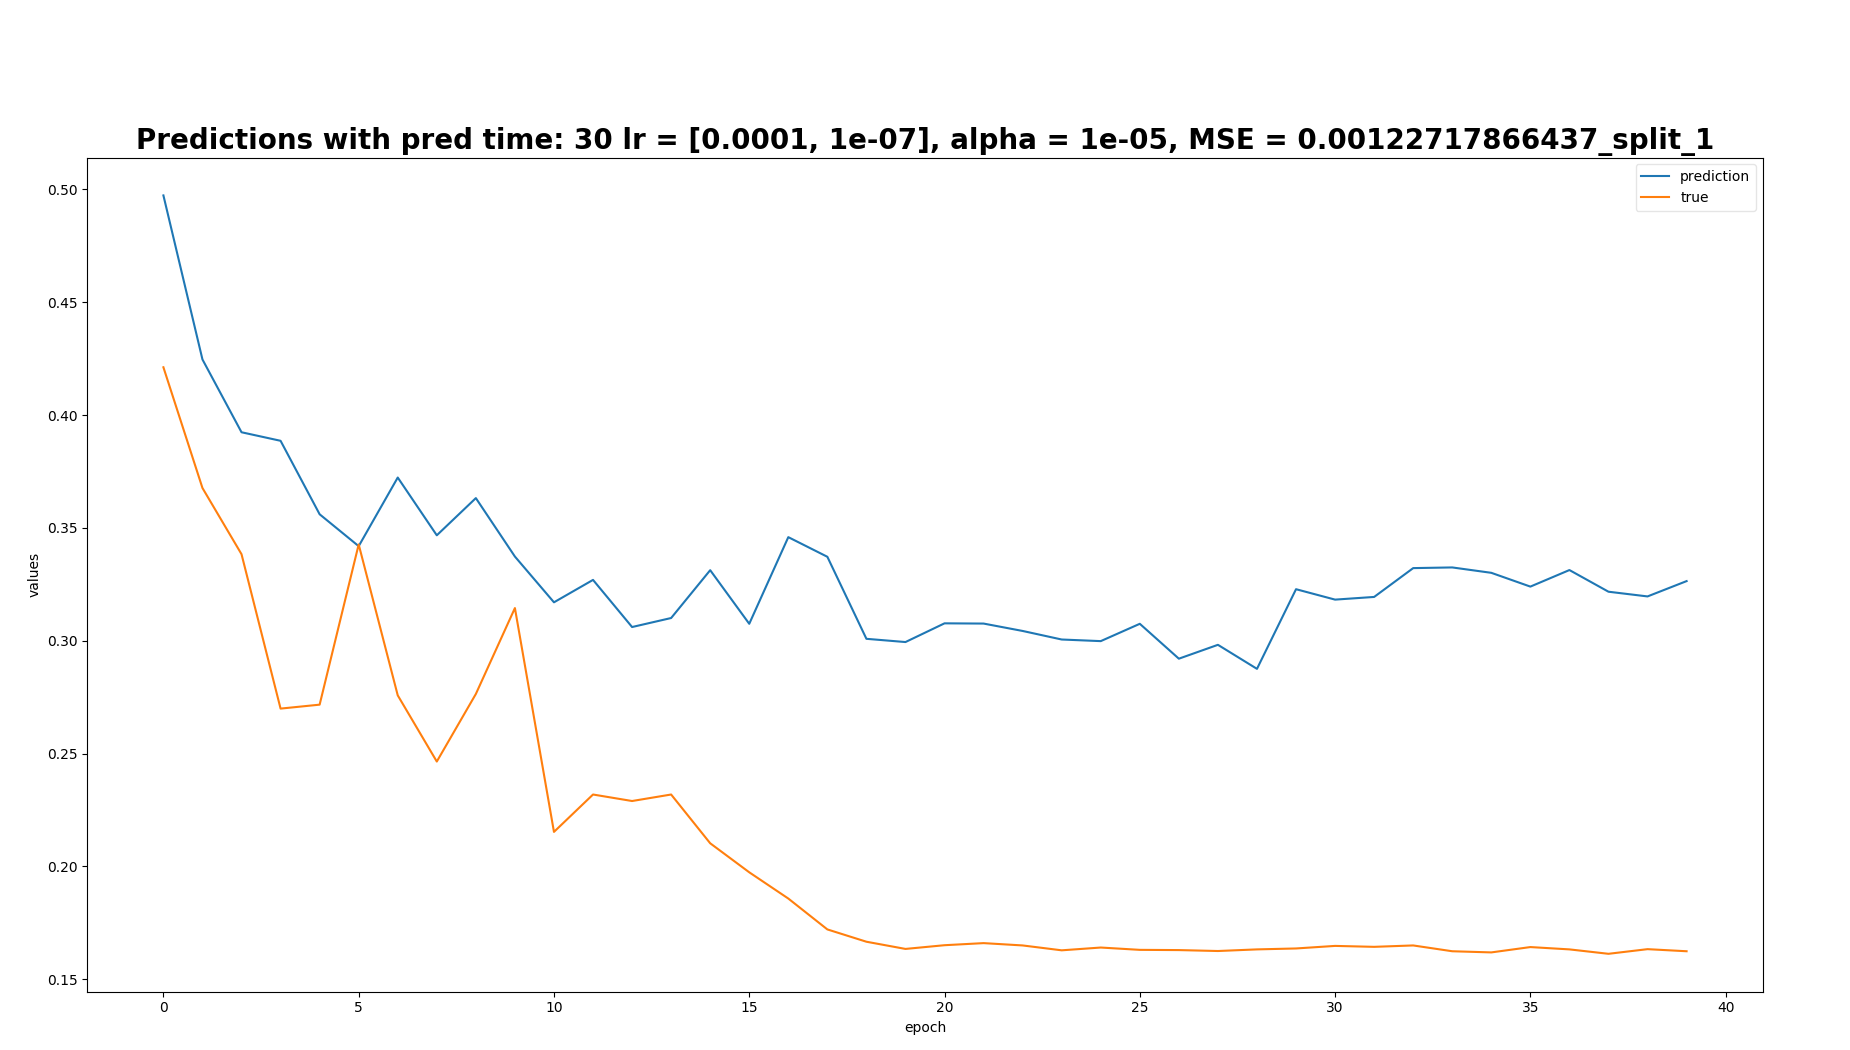 Predictions with pred time: 30 lr = [0.0001, 1e-07], alpha = 1e-05, MSE = 0.00122717866437_split_1
prediction
true
0.50
0.45
0.40
0.35
0.30
0.25
0.20
0.15
values
0 5 10 15 20 25 30 35 40
epoch